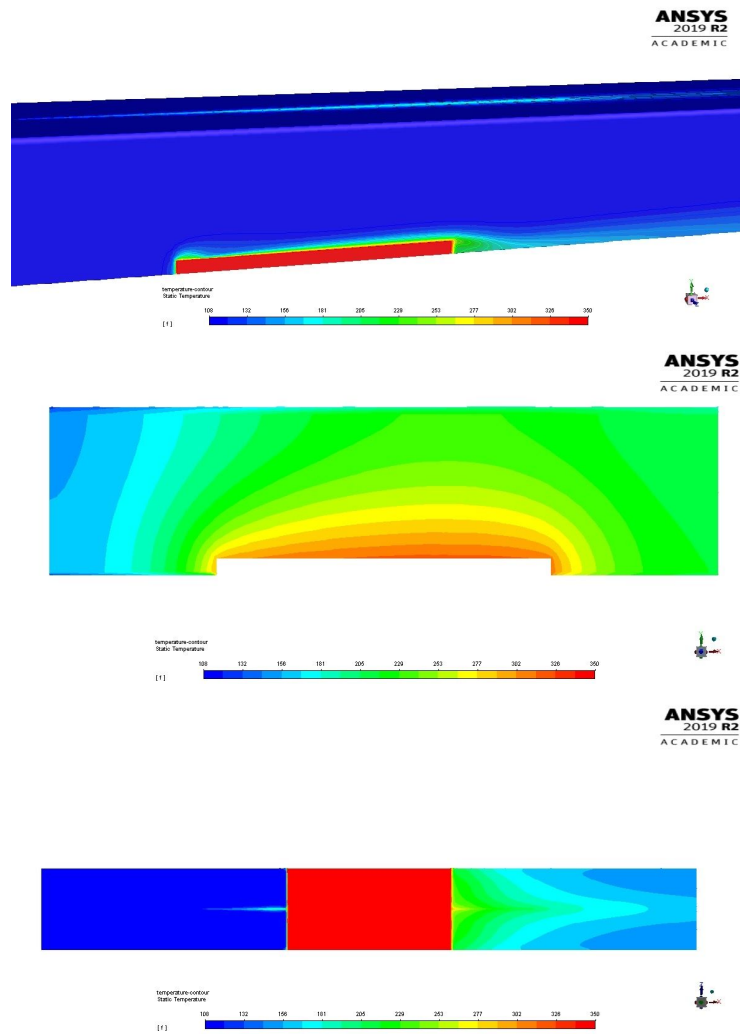 ANSYS
2019 R2
ACADEMIC
temperature-contour
Static Temperature
108 132 156 181 205 229 253 277 302 326 350
[ f ]
ANSYS
2019 R2
ACADEMIC
temperature-contour
Static Temperature
108 132 156 181 205 229 253 277 302 326 350
[ f ]
ANSYS
2019 R2
ACADEMIC
temperature-contour
Static Temperature
108 132 156 181 205 229 253 277 302 326 350
[ f ]